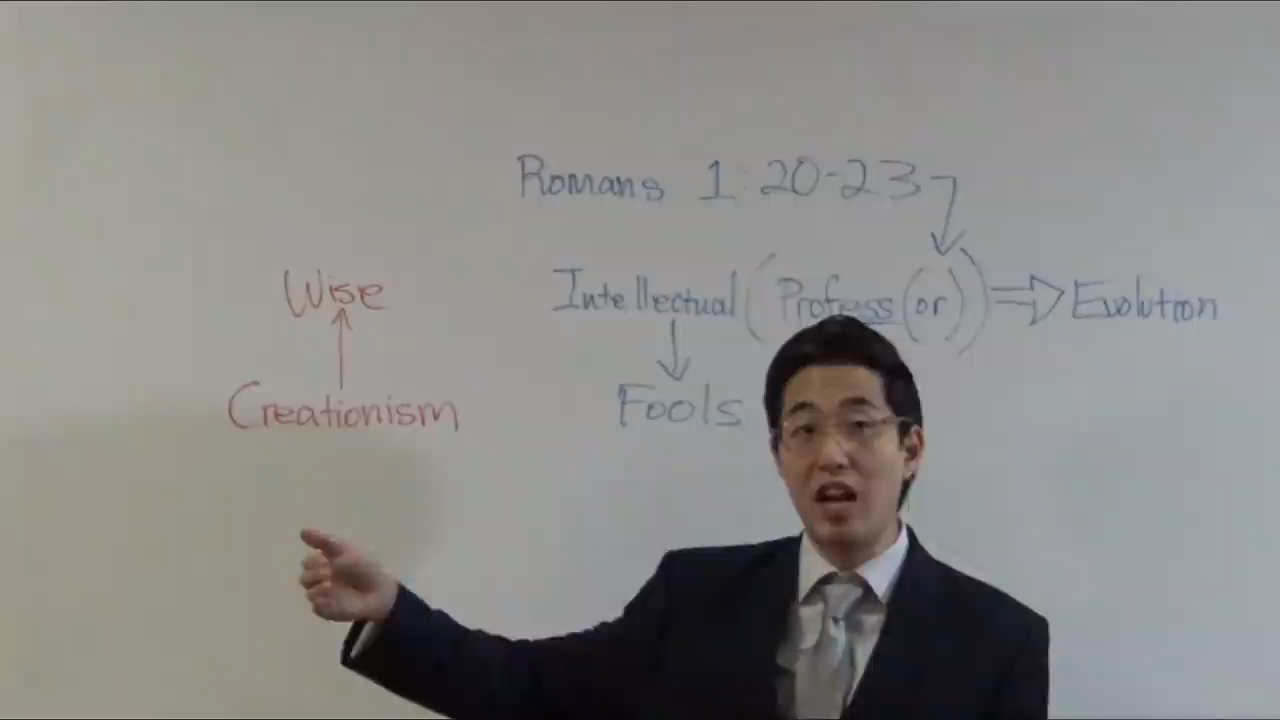 Romans 1:20-23
Wise
Intellectual (Profess(or)) ⇒ Evolution
Creationism
Fools